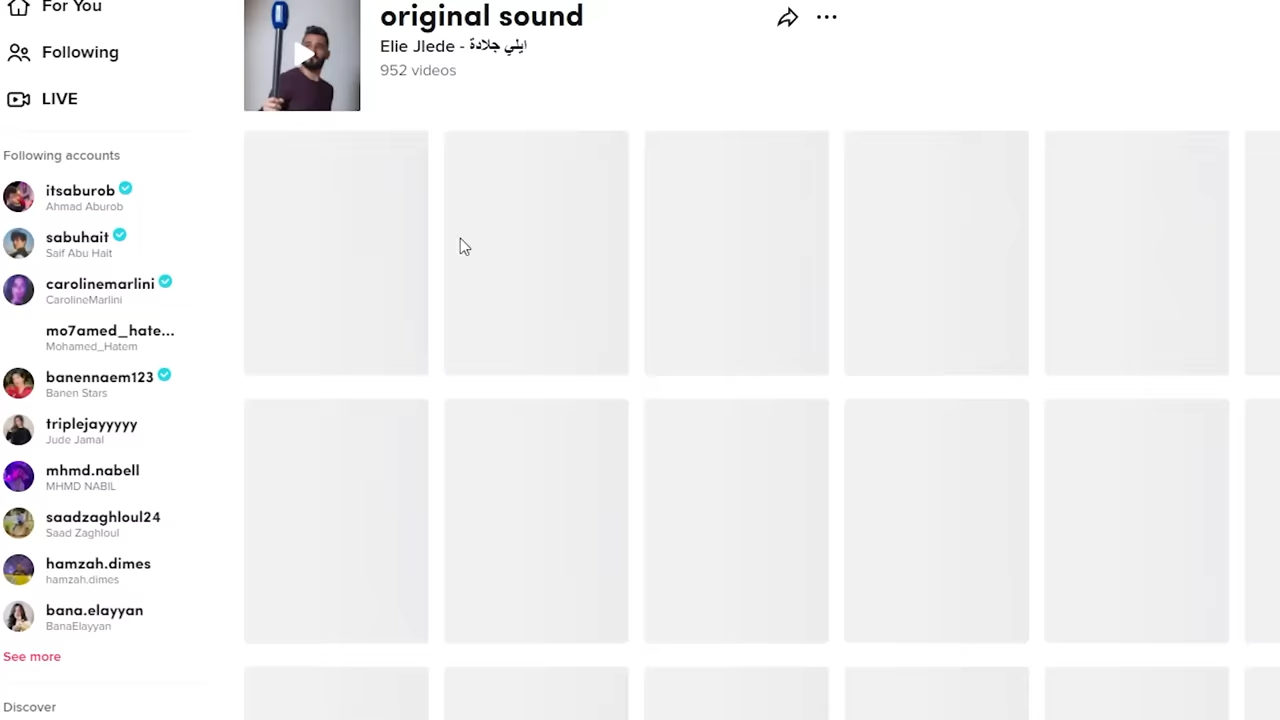 For You
Following
LIVE
Following accounts
itsaburob
Ahmad Aburob
sabuhait
Saif Abu Hait
carolinemarlini
CarolineMarlini
mo7amed_hate...
Mohamed_Hatem
banennaem123
Banen Stars
triplejayyyyy
Jude Jamal
mhmd.nabell
MHMD NABIL
saadzaghloul24
Saad Zaghloul
hamzah.dimes
hamzah.dimes
bana.elayyan
BanaElayyan
See more
Discover
original sound
Elie Jlede - ايلي جلادة
952 videos